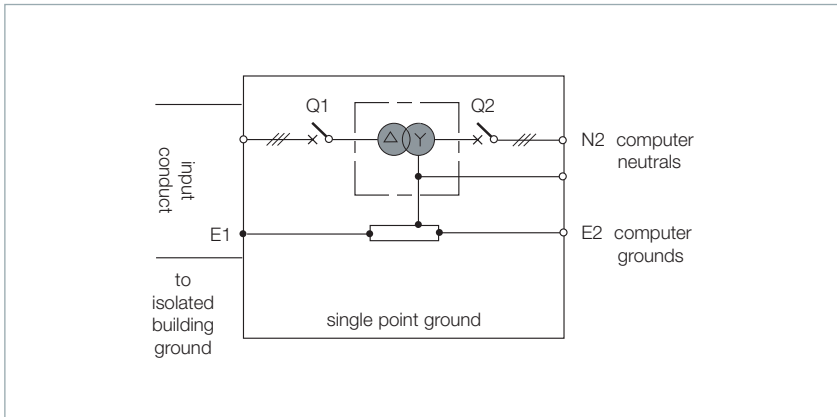 Q1
Q2
N2 computer
neutrals
input
conduct
E1
E2 computer
grounds
to
isolated
building
ground
single point ground